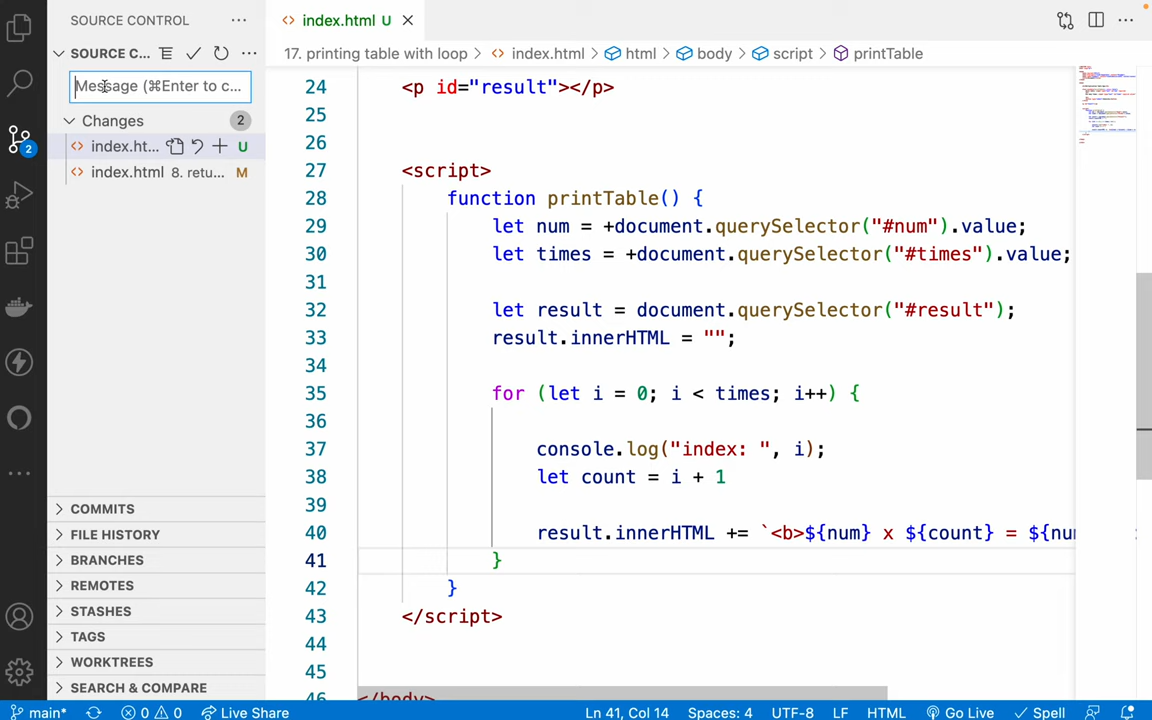 SOURCE CONTROL
index.html U
SOURCE C...
17. printing table with loop
index.html
html
body
script
printTable
Message (⌘Enter to c...
Changes 2
index.ht... U
index.html 8. retu... M
2
COMMITS
FILE HISTORY
BRANCHES
REMOTES
STASHES
TAGS
WORKTREES
SEARCH & COMPARE
24 <p id="result"></p>
25
26
27 <script>
28 function printTable() {
29 let num = +document.querySelector("#num").value;
30 let times = +document.querySelector("#times").value;
31
32 let result = document.querySelector("#result");
33 result.innerHTML = "";
34
35 for (let i = 0; i < times; i++) {
36
37 console.log("index: ", i);
38 let count = i + 1
39
40 result.innerHTML += `<b>${num} x ${count} = ${num
41 }
42 }
43 </script>
44
45
46 </body>
main* 0 0 Live Share Ln 41, Col 14 Spaces: 4 UTF-8 LF HTML Go Live Spell